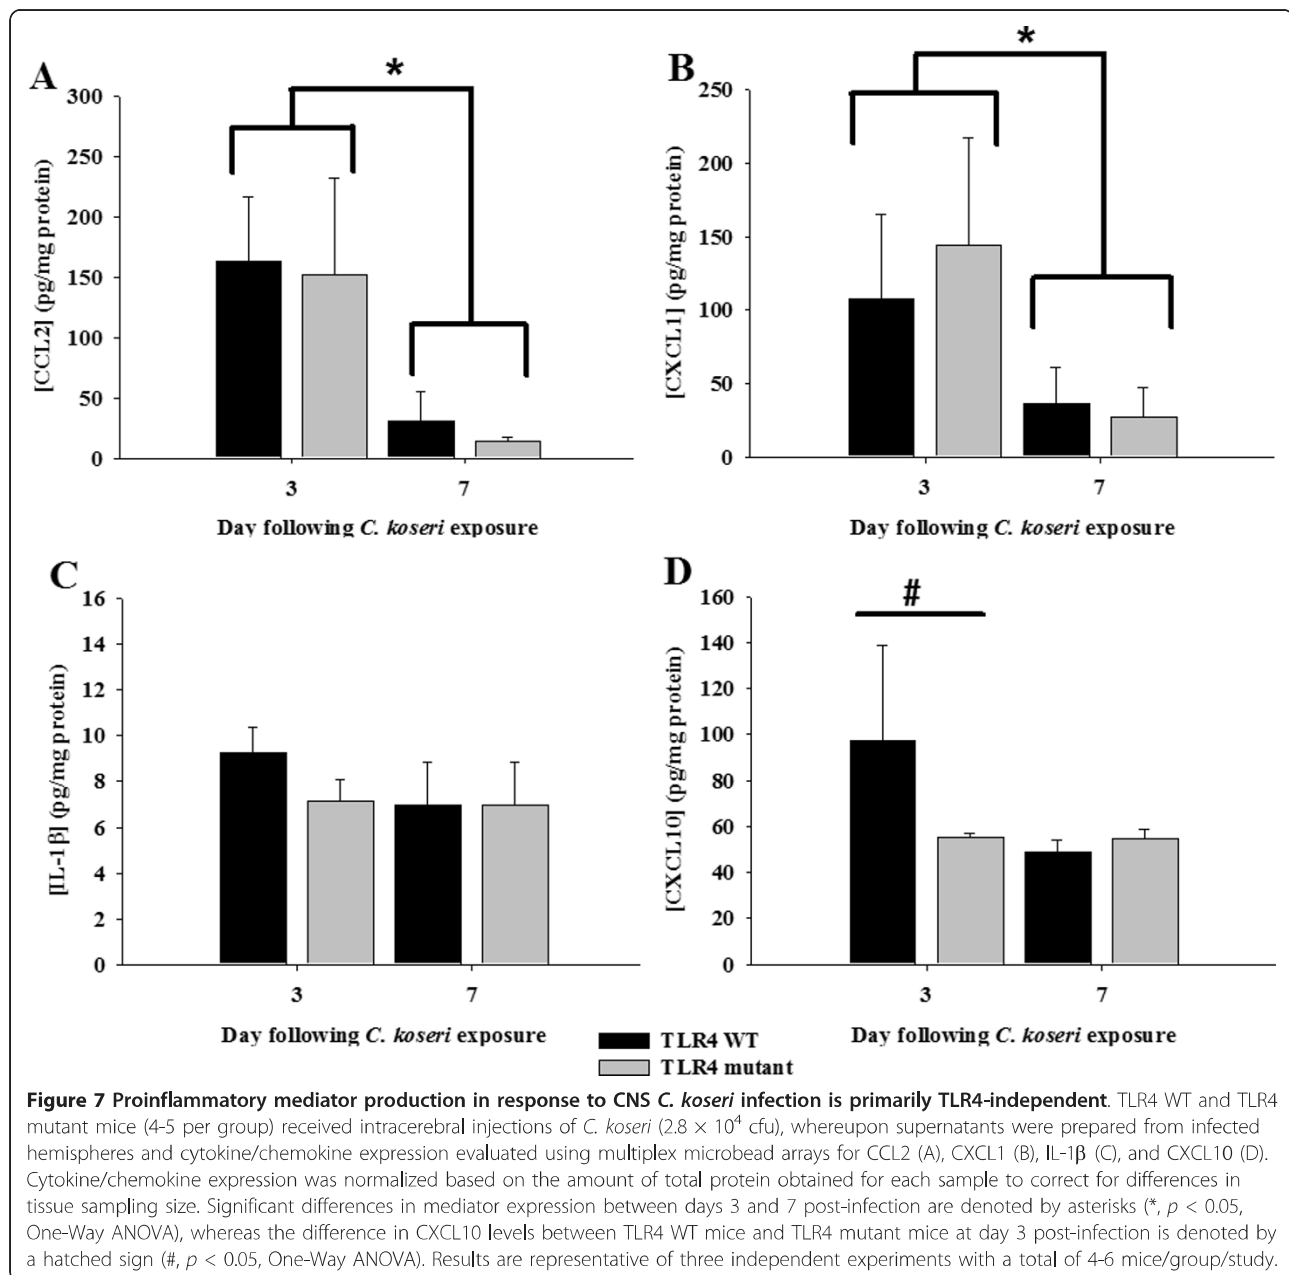 A
*
300
250
200
150
100
50
0
[CCL2] (pg/mg protein)
3
7
Day following C. koseri exposure
B
*
250
200
150
100
50
0
[CXCL1] (pg/mg protein)
3
7
Day following C. koseri exposure
C
16
14
12
10
8
6
4
2
0
[IL-1β] (pg/mg protein)
3
7
Day following C. koseri exposure
D
#
160
140
120
100
80
60
40
20
0
[CXCL10] (pg/mg protein)
3
7
Day following C. koseri exposure
TLR4 WT
TLR4 mutant
Figure 7 Proinflammatory mediator production in response to CNS C. koseri infection is primarily TLR4-independent. TLR4 WT and TLR4
mutant mice (4-5 per group) received intracerebral injections of C. koseri (2.8 × 10⁴ cfu), whereupon supernatants were prepared from infected
hemispheres and cytokine/chemokine expression evaluated using multiplex microbead arrays for CCL2 (A), CXCL1 (B), IL-1β (C), and CXCL10 (D).
Cytokine/chemokine expression was normalized based on the amount of total protein obtained for each sample to correct for differences in
tissue sampling size. Significant differences in mediator expression between days 3 and 7 post-infection are denoted by asterisks (*, p < 0.05,
One-Way ANOVA), whereas the difference in CXCL10 levels between TLR4 WT mice and TLR4 mutant mice at day 3 post-infection is denoted by
a hatched sign (#, p < 0.05, One-Way ANOVA). Results are representative of three independent experiments with a total of 4-6 mice/group/study.